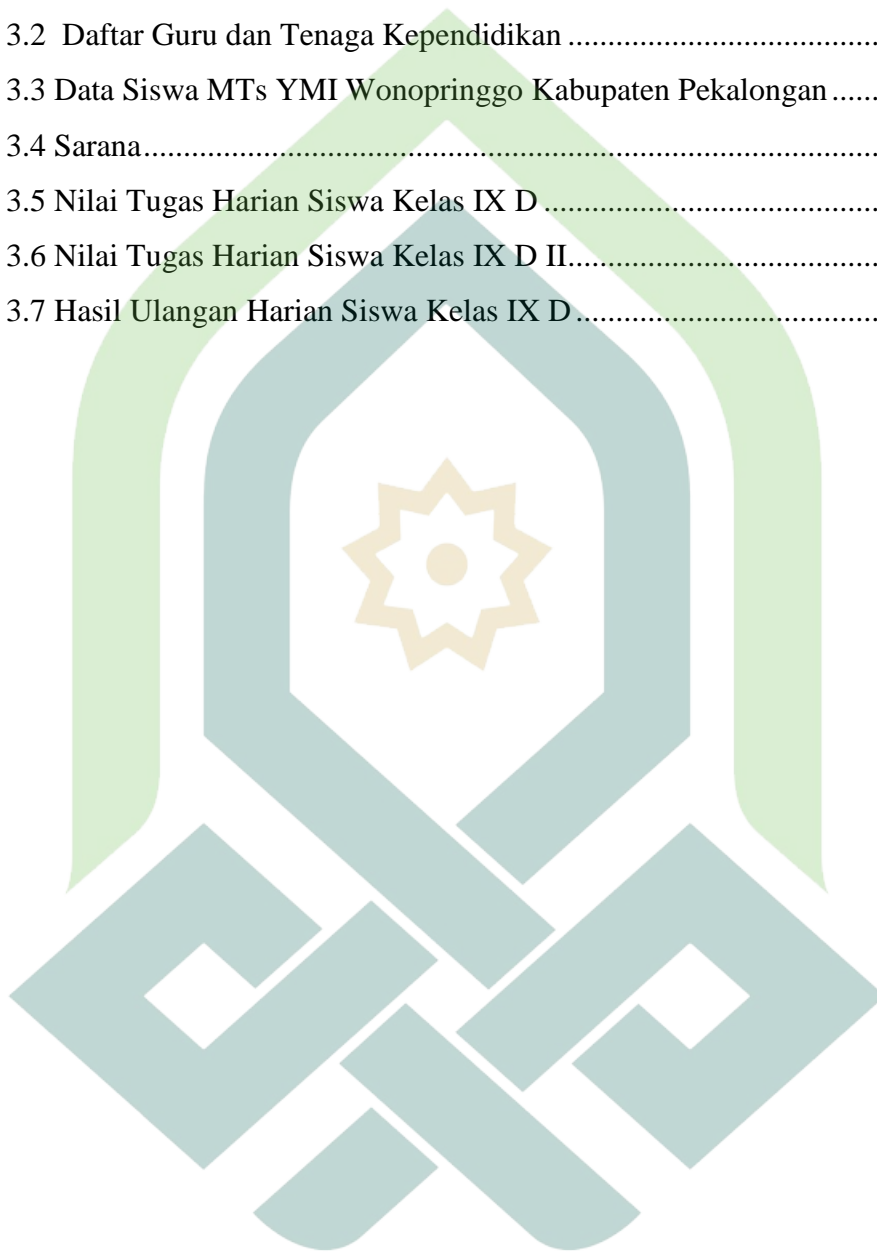 3.2 Daftar Guru dan Tenaga Kependidikan ......................................
3.3 Data Siswa MTs YMI Wonopringgo Kabupaten Pekalongan ......
3.4 Sarana..........................................................................................
3.5 Nilai Tugas Harian Siswa Kelas IX D .........................................
3.6 Nilai Tugas Harian Siswa Kelas IX D II......................................
3.7 Hasil Ulangan Harian Siswa Kelas IX D .....................................